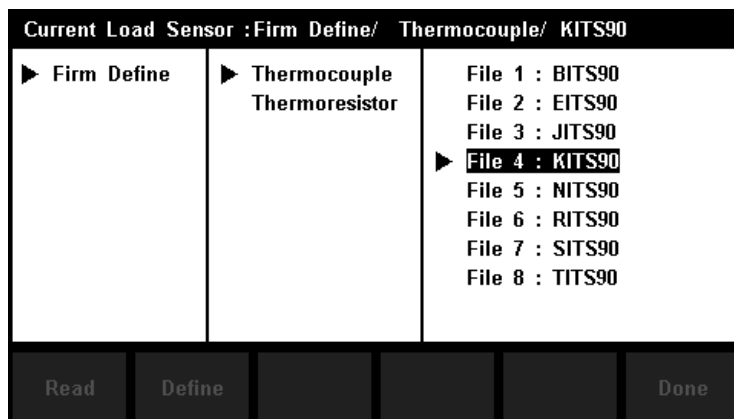 Current Load Sensor :Firm Define/ Thermocouple/ KITS90
Firm Define
Thermocouple
Thermoresistor
File 1 : BITS90
File 2 : EITS90
File 3 : JITS90
File 4 : KITS90
File 5 : NITS90
File 6 : RITS90
File 7 : SITS90
File 8 : TITS90
Read Define Done